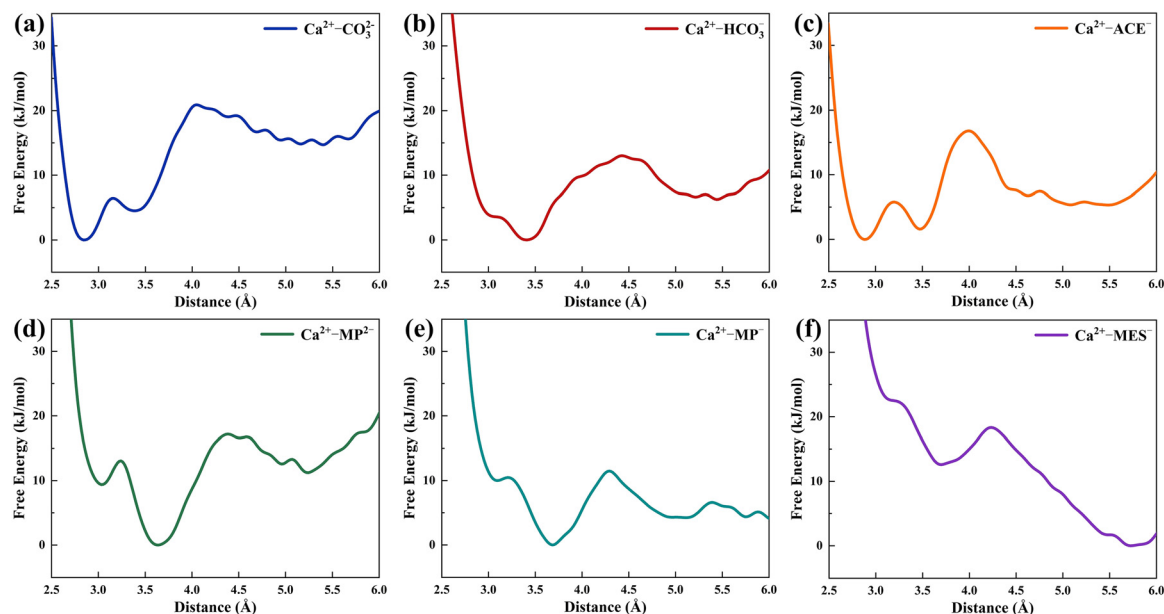 (a)
Ca²⁺−CO₃²⁻
Free Energy (kJ/mol)
30
20
10
0
2.5 3.0 3.5 4.0 4.5 5.0 5.5 6.0
Distance (Å)
(b)
Ca²⁺−HCO₃⁻
Free Energy (kJ/mol)
30
20
10
0
2.5 3.0 3.5 4.0 4.5 5.0 5.5 6.0
Distance (Å)
(c)
Ca²⁺−ACE⁻
Free Energy (kJ/mol)
30
20
10
0
2.5 3.0 3.5 4.0 4.5 5.0 5.5 6.0
Distance (Å)
(d)
Ca²⁺−MP²⁻
Free Energy (kJ/mol)
30
20
10
0
2.5 3.0 3.5 4.0 4.5 5.0 5.5 6.0
Distance (Å)
(e)
Ca²⁺−MP⁻
Free Energy (kJ/mol)
30
20
10
0
2.5 3.0 3.5 4.0 4.5 5.0 5.5 6.0
Distance (Å)
(f)
Ca²⁺−MES⁻
Free Energy (kJ/mol)
30
20
10
0
2.5 3.0 3.5 4.0 4.5 5.0 5.5 6.0
Distance (Å)